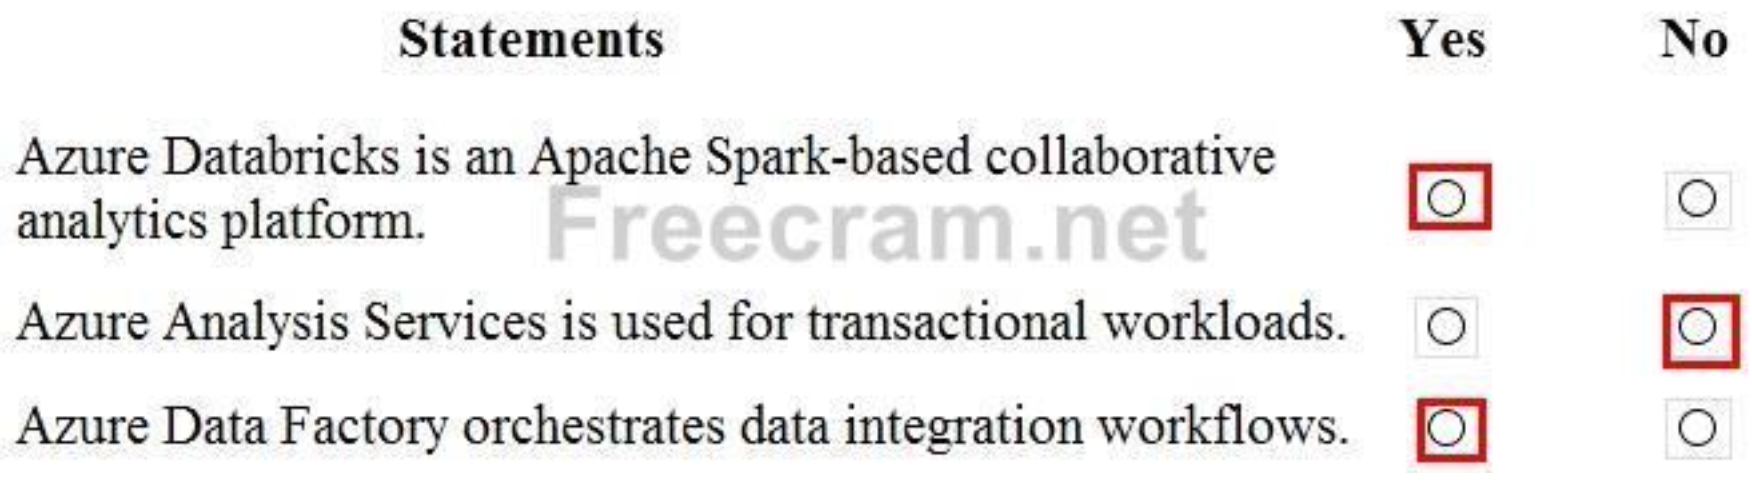 Statements Yes No
Azure Databricks is an Apache Spark-based collaborative
analytics platform.
Freecram.net
Azure Analysis Services is used for transactional workloads.
Azure Data Factory orchestrates data integration workflows.